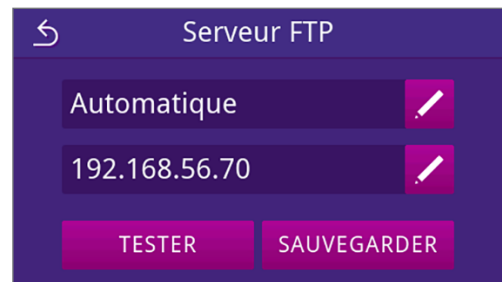 Serveur FTP
Automatique
192.168.56.70
TESTER SAUVEGARDER